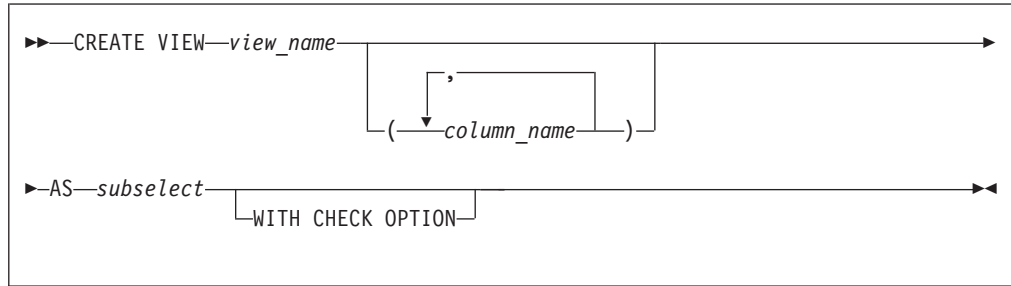 CREATE VIEW view_name
,
( column_name )
AS subselect
WITH CHECK OPTION